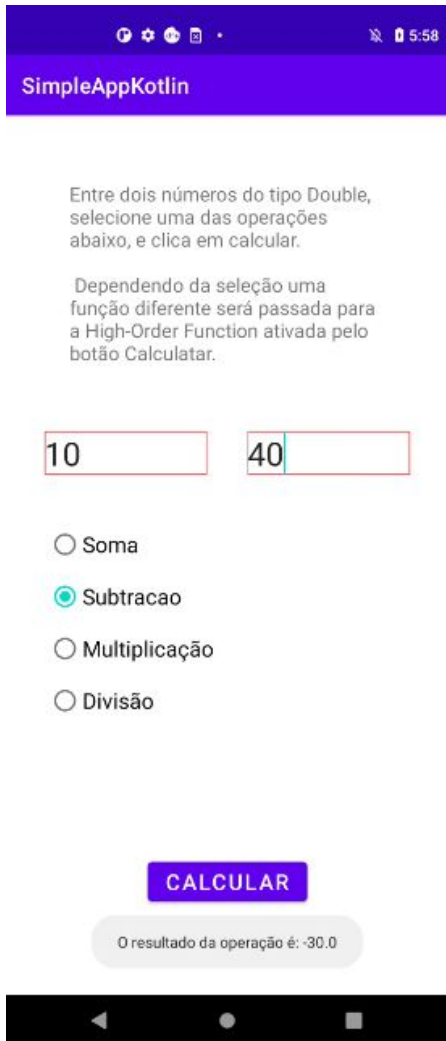 5:58
SimpleAppKotlin
Entre dois números do tipo Double,
selecione uma das operações
abaixo, e clica em calcular.
Dependendo da seleção uma
função diferente será passada para
a High-Order Function ativada pelo
botão Calculatar.
10
40
Soma
Subtracao
Multiplicação
Divisão
CALCULAR
O resultado da operação é: -30.0